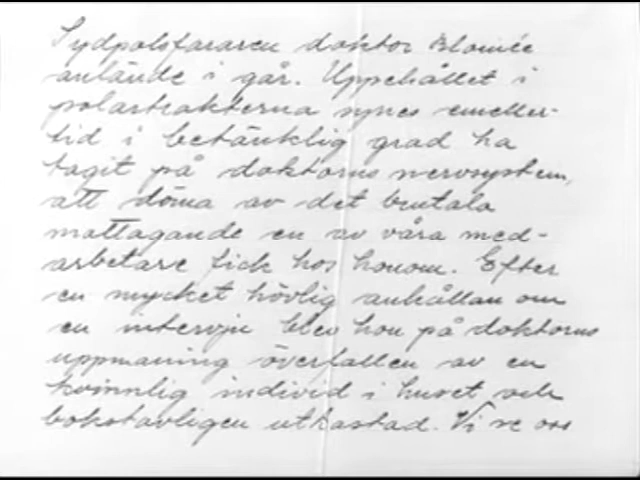 Sydpolsfararen doktor Blomée
anlände i går. Uppehållet i
polartrakterna synes emeller-
tid i betänklig grad ha
tagit på doktorns nervsystem,
att döma av det brutala
mottagande en av våra med-
arbetare fick hos honom. Efter
en mycket hövlig anhållan om
en intervju blev hon på doktorns
uppmaning överfallen av en
kvinnlig individ i huset och
bokstavligen utkastad. Vi se oss